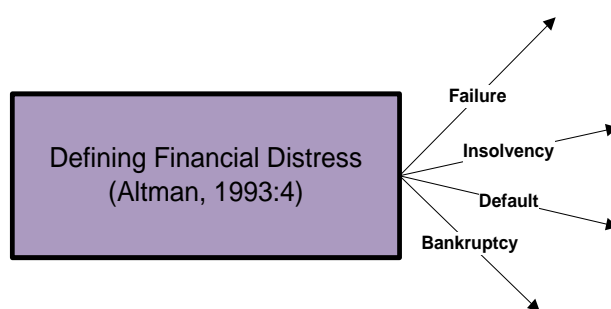 Defining Financial Distress
(Altman, 1993:4)
Failure
Insolvency
Default
Bankruptcy